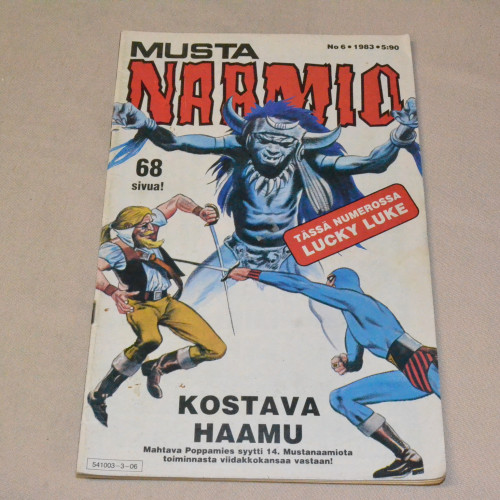 MUSTA
No 6 • 1983 • 5:90
NAAMIO
68
sivua!
TÄSSÄ NUMEROSSA
LUCKY LUKE
KOSTAVA
HAAMU
Mahtava Poppamies syytti 14. Mustanaamiota
toiminnasta viidakkokansaa vastaan!
541003-3-06